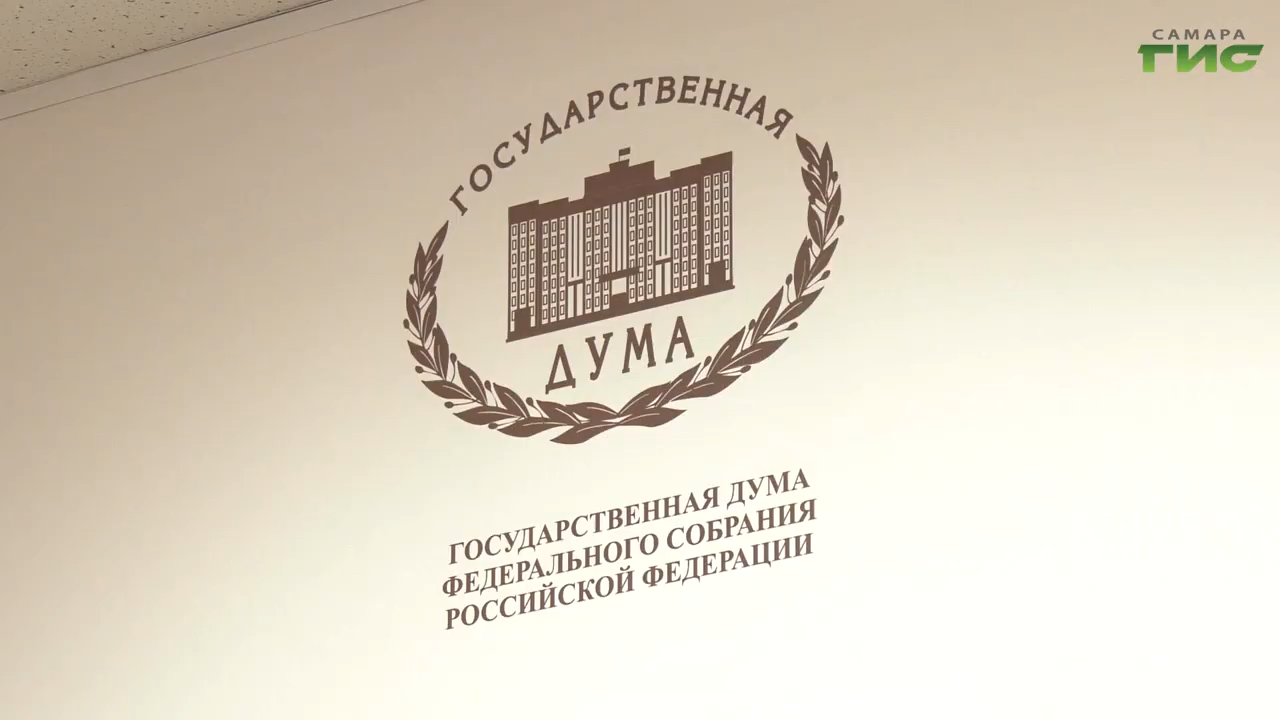 САМАРА
ГИС
ГОСУДАРСТВЕННАЯ
ДУМА
ГОСУДАРСТВЕННАЯ ДУМА
ФЕДЕРАЛЬНОГО СОБРАНИЯ
РОССИЙСКОЙ ФЕДЕРАЦИИ